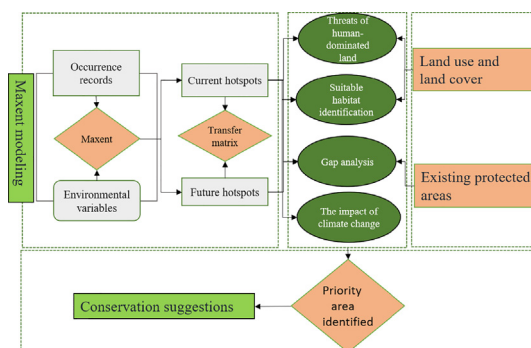 Maxent modeling
Occurrence
records
Maxent
Environmental
variables
Current hotspots
Transfer
matrix
Future hotspots
Threats of
human-
dominated
land
Suitable
habitat
identification
Gap analysis
The impact of
climate change
Land use and
land cover
Existing protected
areas
Priority
area
identified
Conservation suggestions